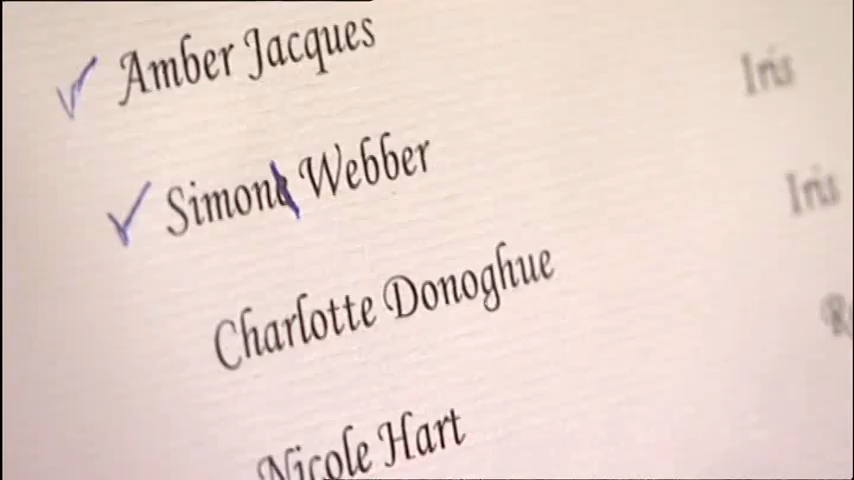 Amber Jacques Iris
Simon Webber Iris
Charlotte Donoghue
Nicole Hart